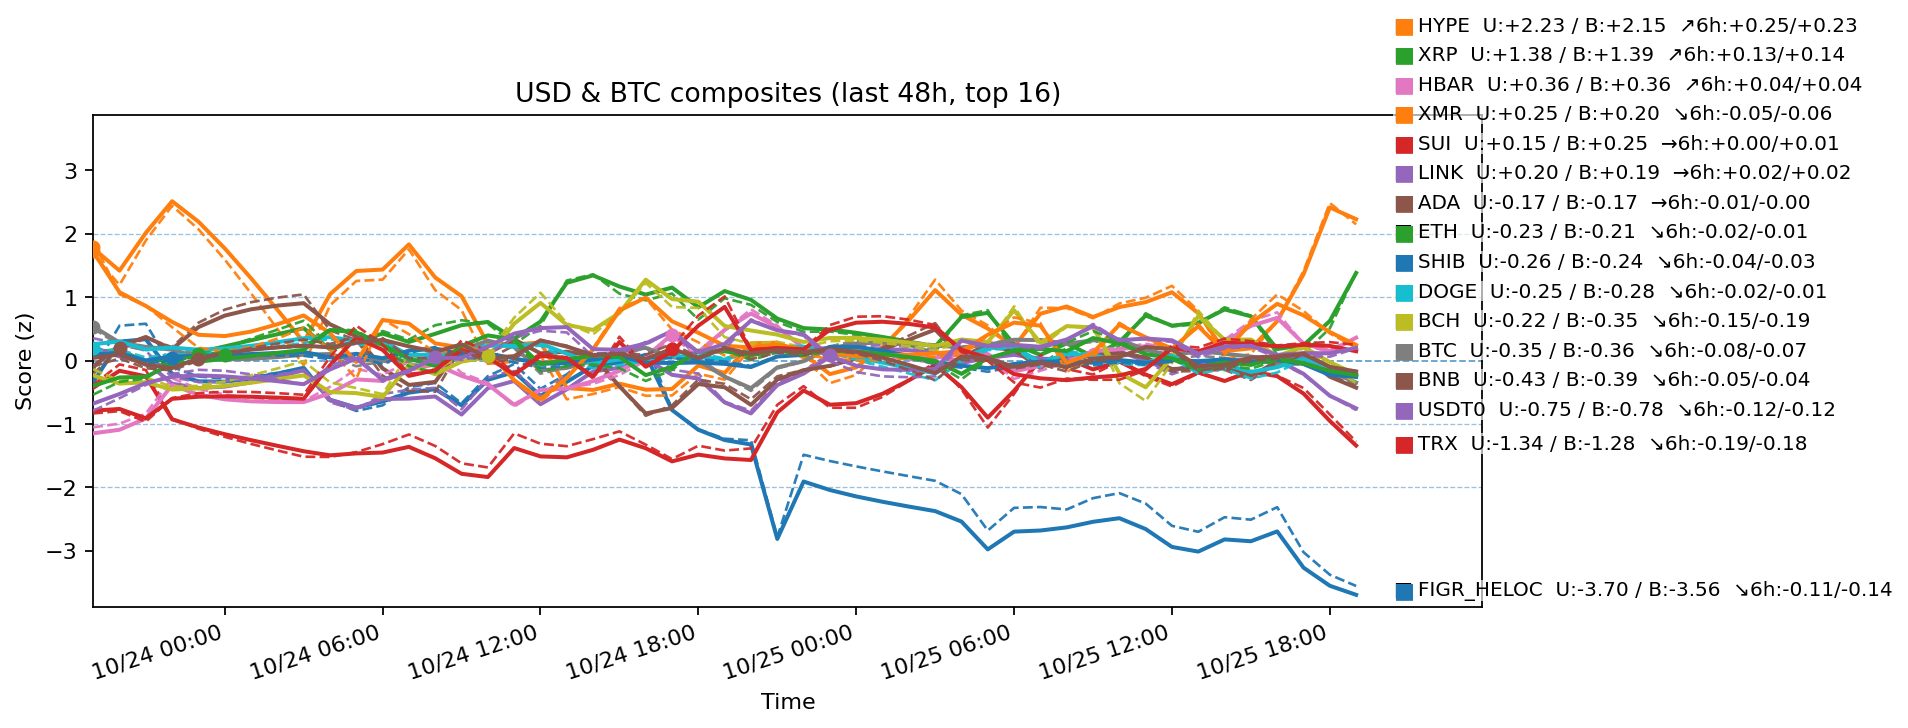 USD & BTC composites (last 48h, top 16)
HYPE  U:+2.23 / B:+2.15  ↗6h:+0.25/+0.23
XRP  U:+1.38 / B:+1.39  ↗6h:+0.13/+0.14
HBAR  U:+0.36 / B:+0.36  ↗6h:+0.04/+0.04
XMR  U:+0.25 / B:+0.20  ↘6h:-0.05/-0.06
SUI  U:+0.15 / B:+0.25  →6h:+0.00/+0.01
LINK  U:+0.20 / B:+0.19  →6h:+0.02/+0.02
ADA  U:-0.17 / B:-0.17  →6h:-0.01/-0.00
ETH  U:-0.23 / B:-0.21  ↘6h:-0.02/-0.01
SHIB  U:-0.26 / B:-0.24  ↘6h:-0.04/-0.03
DOGE  U:-0.25 / B:-0.28  ↘6h:-0.02/-0.01
BCH  U:-0.22 / B:-0.35  ↘6h:-0.15/-0.19
BTC  U:-0.35 / B:-0.36  ↘6h:-0.08/-0.07
BNB  U:-0.43 / B:-0.39  ↘6h:-0.05/-0.04
USDT0  U:-0.75 / B:-0.78  ↘6h:-0.12/-0.12
TRX  U:-1.34 / B:-1.28  ↘6h:-0.19/-0.18
FIGR_HELOC  U:-3.70 / B:-3.56  ↘6h:-0.11/-0.14
Score (z)
3
2
1
0
−1
−2
−3
10/24 00:00
10/24 06:00
10/24 12:00
10/24 18:00
10/25 00:00
10/25 06:00
10/25 12:00
10/25 18:00
Time